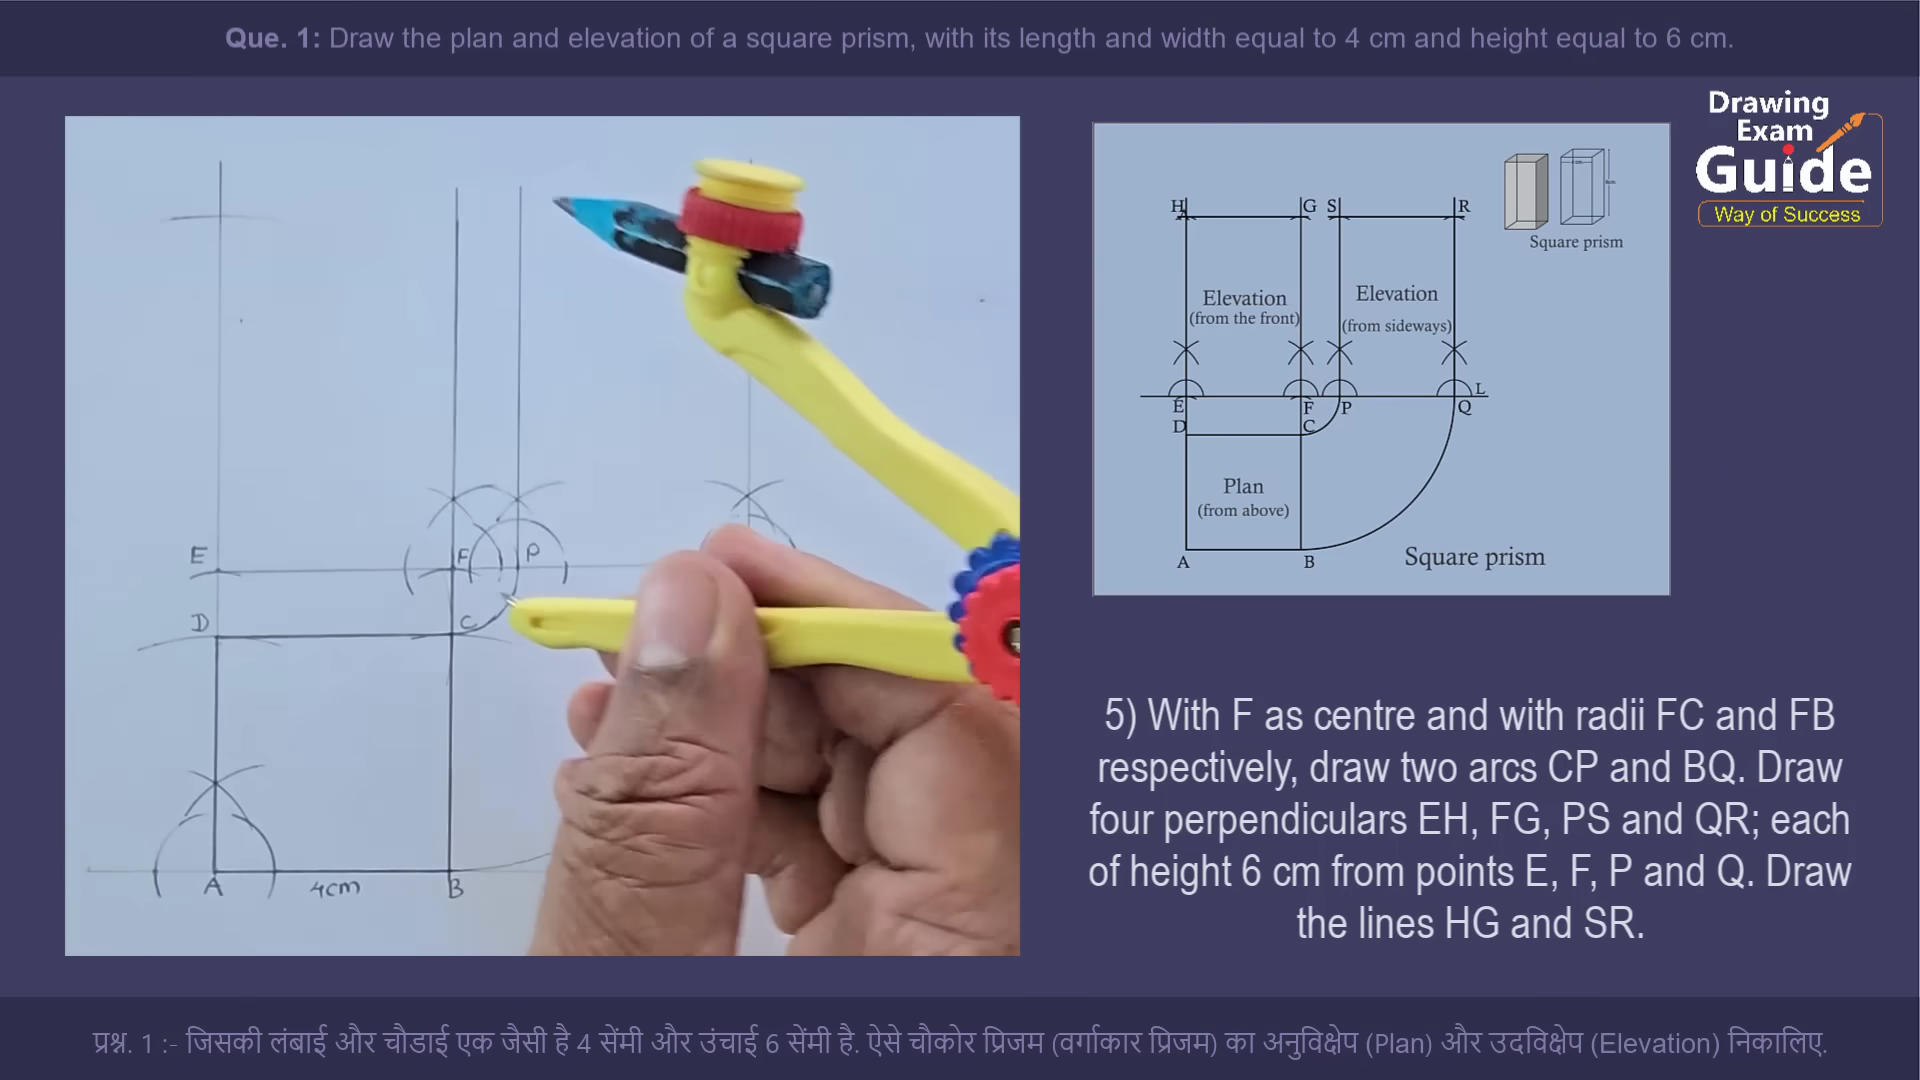 Que. 1: Draw the plan and elevation of a square prism, with its length and width equal to 4 cm and height equal to 6 cm.
Drawing
Exam
Guide
Way of Success
Square prism
H G S R
Elevation
(from the front)
Elevation
(from sideways)
L
E F P Q
D C
Plan
(from above)
Square prism
A B
E F P
D C
A 4cm B
5) With F as centre and with radii FC and FB
respectively, draw two arcs CP and BQ. Draw
four perpendiculars EH, FG, PS and QR; each
of height 6 cm from points E, F, P and Q. Draw
the lines HG and SR.
प्रश्न. 1 :- जिसकी लंबाई और चौडाई एक जैसी है 4 सेंमी और उंचाई 6 सेंमी है. ऐसे चौकोर प्रिजम (वर्गाकार प्रिजम) का अनुविक्षेप (Plan) और उदविक्षेप (Elevation) निकालिए.